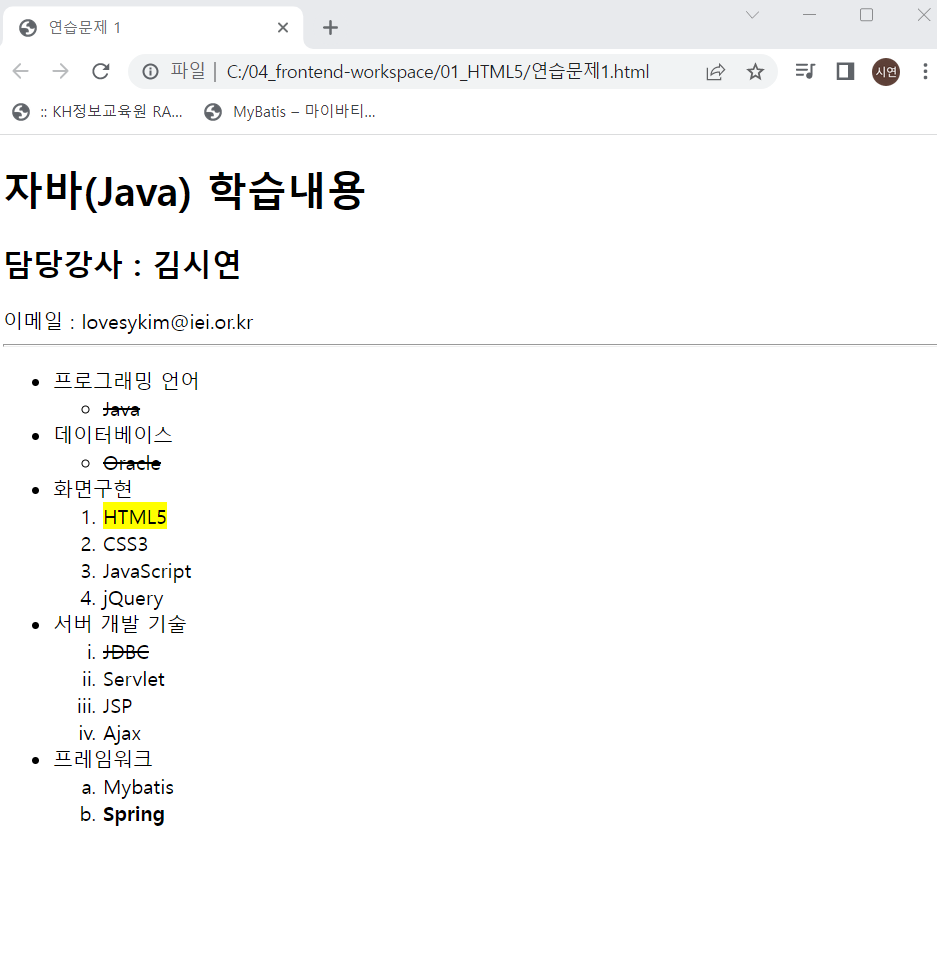 연습문제 1
파일 | C:/04_frontend-workspace/01_HTML5/연습문제1.html
시연
:: KH정보교육원 RA... MyBatis – 마이바티...
자바(Java) 학습내용
담당강사 : 김시연
이메일 : lovesykim@iei.or.kr
• 프로그래밍 언어
○ Java
• 데이터베이스
○ Oracle
• 화면구현
1. HTML5
2. CSS3
3. JavaScript
4. jQuery
• 서버 개발 기술
i. JDBC
ii. Servlet
iii. JSP
iv. Ajax
• 프레임워크
a. Mybatis
b. Spring